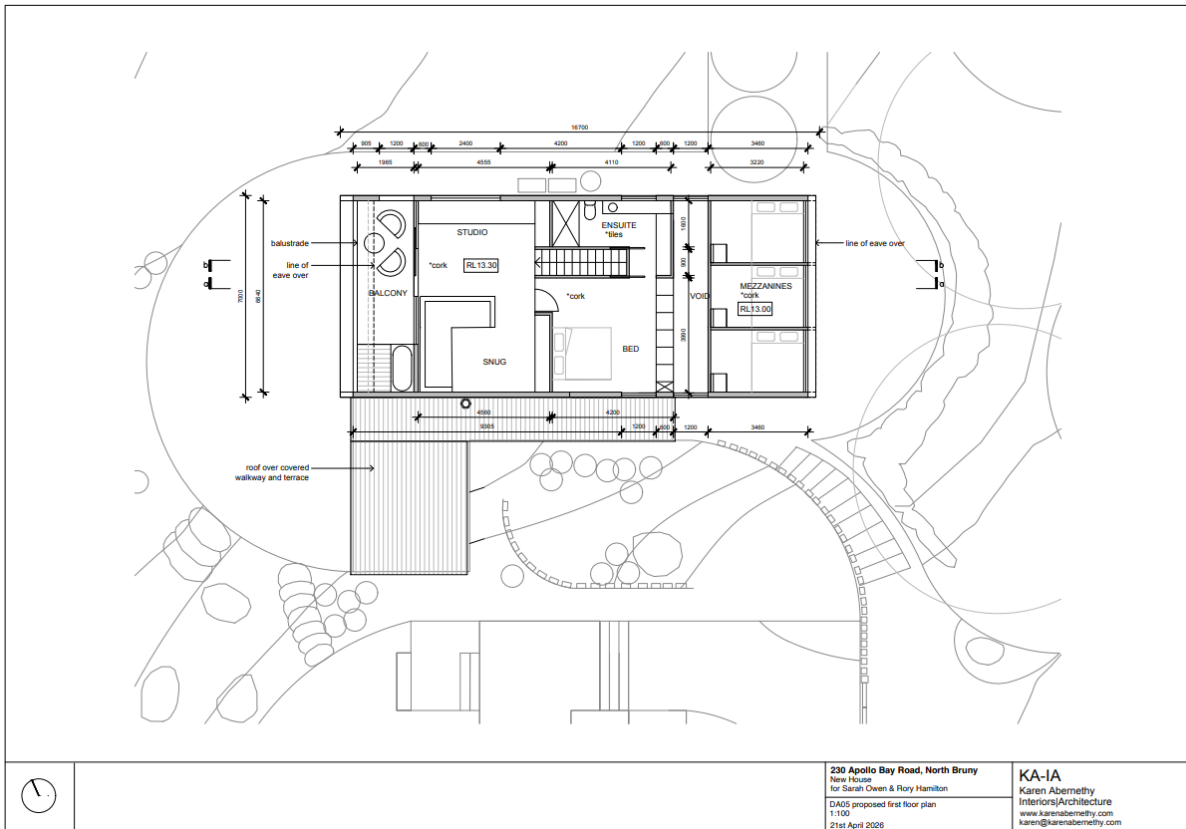 16700
905 1200 600 2400 4200 1200 600 1200 3460
1985 4555 4110 3220
balustrade
line of
eave over
7000
6640
BALCONY
STUDIO
*cork RL13.30
SNUG
ENSUITE
*tiles
*cork
BED
1600
900
3990
VOID
MEZZANINES
*cork
RL13.00
line of eave over
b
a
b
a
4560 4200
9305 1200 600 1200 3460
roof over covered
walkway and terrace
230 Apollo Bay Road, North Bruny
New House
for Sarah Owen & Rory Hamilton
DA05 proposed first floor plan
1:100
21st April 2026
KA-IA
Karen Abernethy
Interiors|Architecture
www.karenabernethy.com
karen@karenabernethy.com